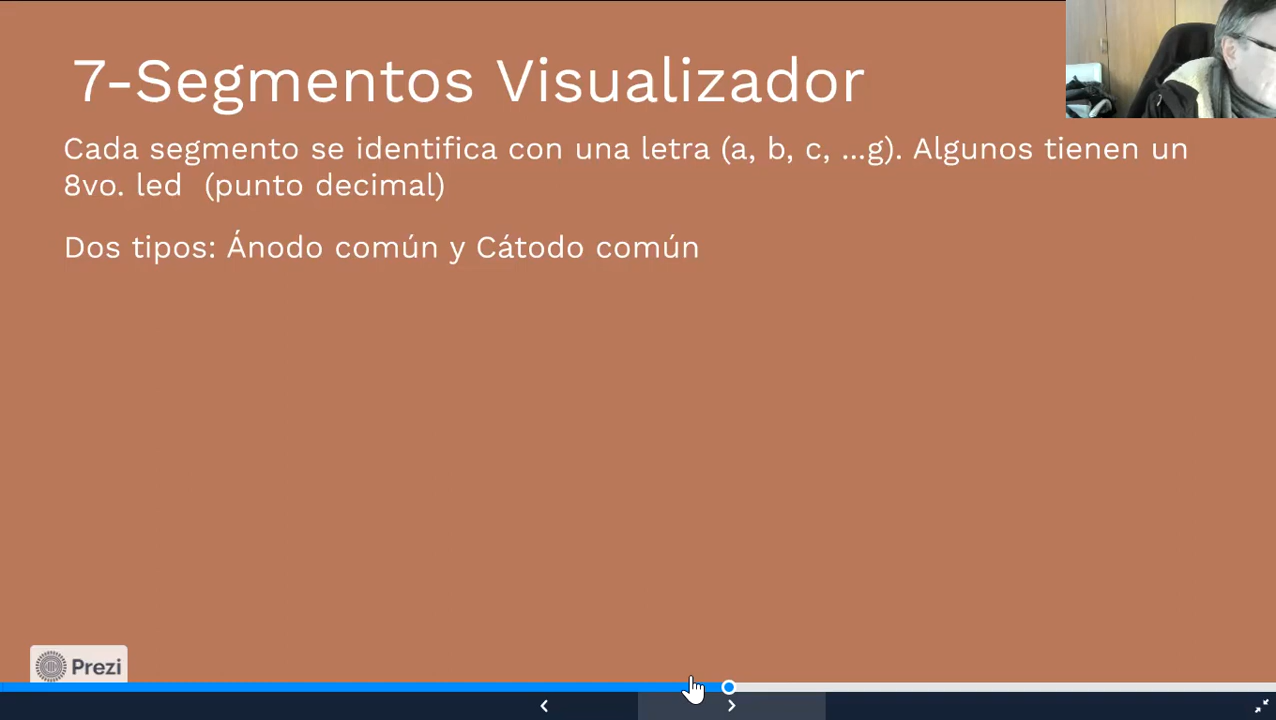 7-Segmentos Visualizador
Cada segmento se identifica con una letra (a, b, c, ...g). Algunos tienen un
8vo. led (punto decimal)
Dos tipos: Ánodo común y Cátodo común
Prezi